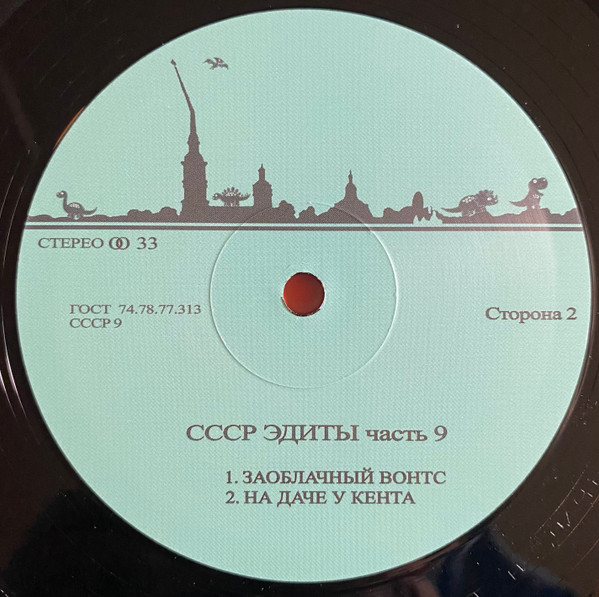 СТЕРЕО ꝎO 33
ГОСТ 74.78.77.313
СССР 9
Сторона 2
СССР ЭДИТЫ часть 9
1. ЗАОБЛАЧНЫЙ ВОНТС
2. НА ДАЧЕ У КЕНТА